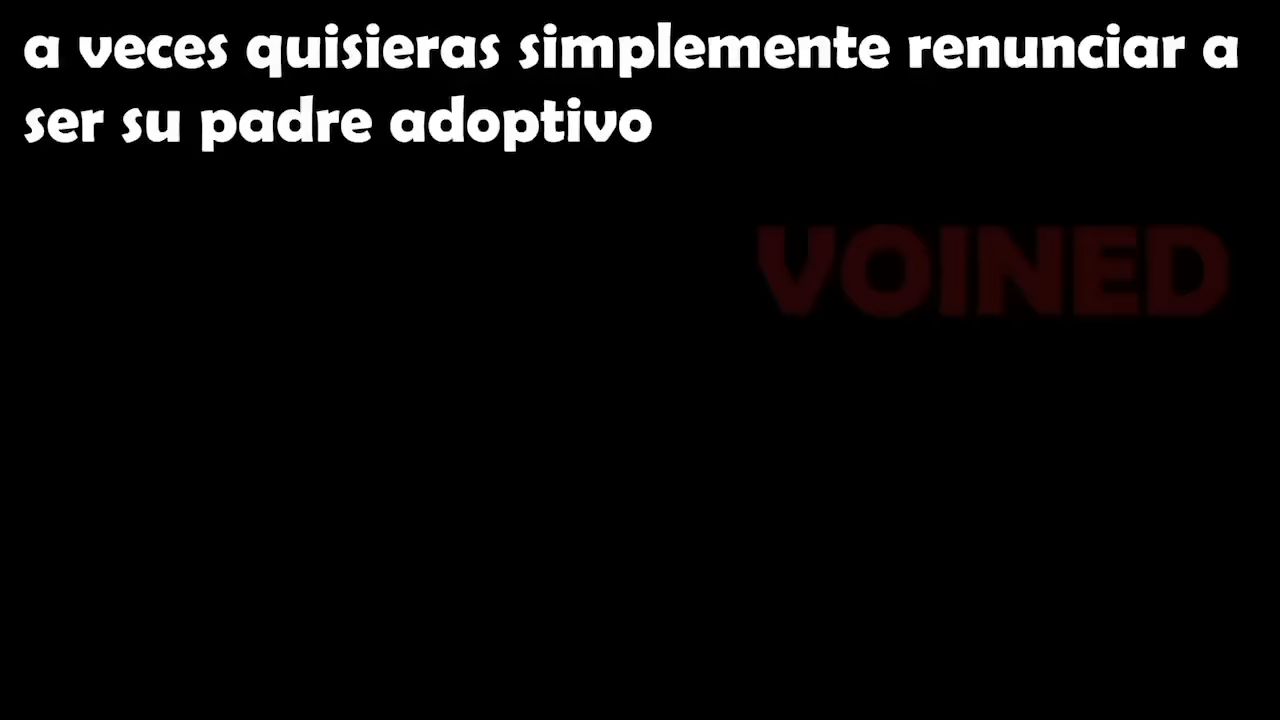 a veces quisieras simplemente renunciar a
ser su padre adoptivo
VOINED